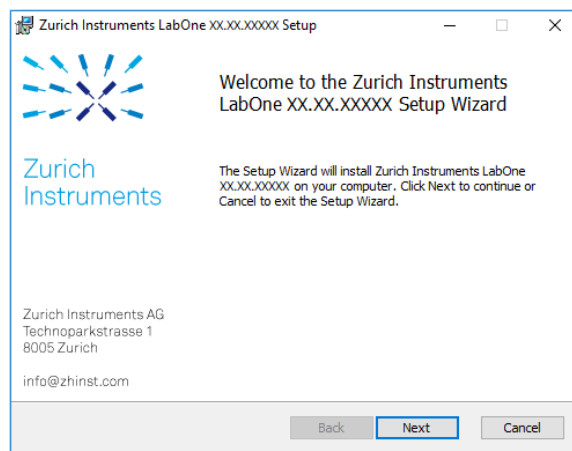 Zurich Instruments LabOne XX.XX.XXXXX Setup
Welcome to the Zurich Instruments
LabOne XX.XX.XXXXX Setup Wizard
Zurich
Instruments
The Setup Wizard will install Zurich Instruments LabOne
XX.XX.XXXXX on your computer. Click Next to continue or
Cancel to exit the Setup Wizard.
Zurich Instruments AG
Technoparkstrasse 1
8005 Zurich
info@zhinst.com
Back Next Cancel